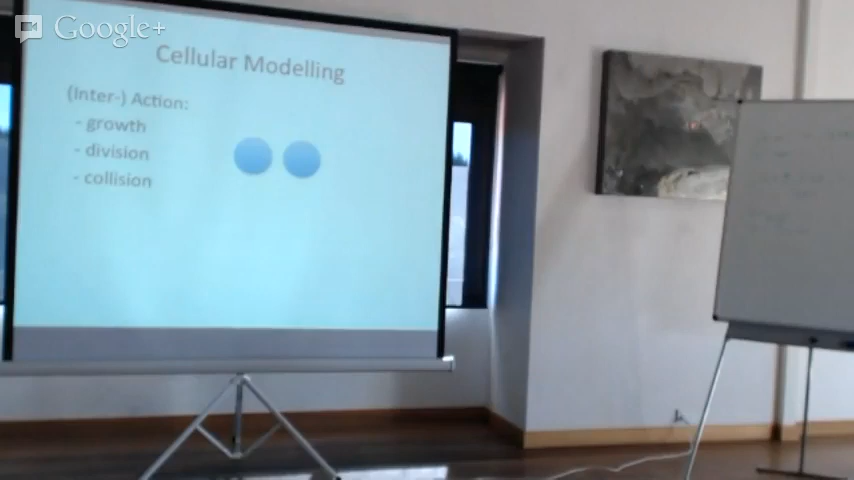 Google+
Cellular Modelling
(Inter-) Action:
- growth
- division
- collision